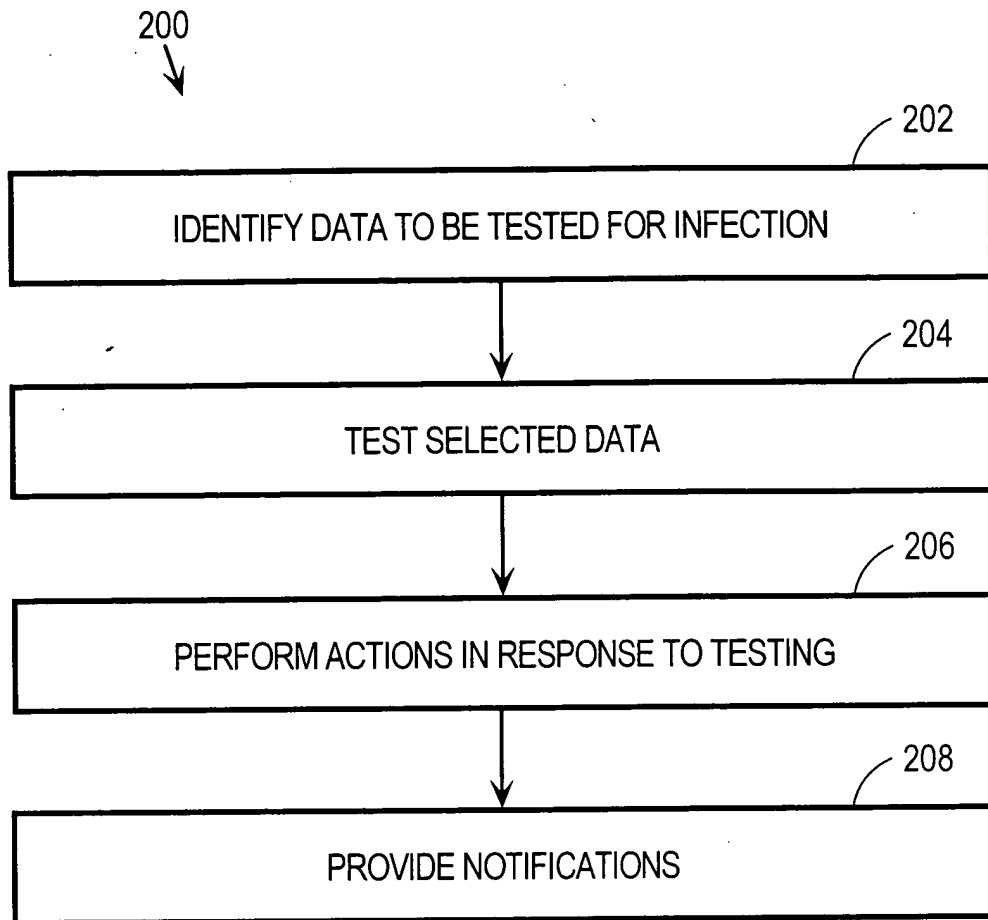 200
202
IDENTIFY DATA TO BE TESTED FOR INFECTION
204
TEST SELECTED DATA
206
PERFORM ACTIONS IN RESPONSE TO TESTING
208
PROVIDE NOTIFICATIONS